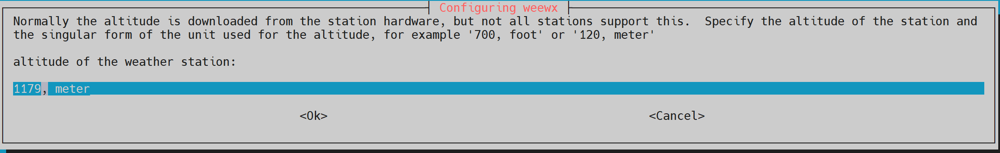 Configuring weewx
Normally the altitude is downloaded from the station hardware, but not all stations support this.  Specify the altitude of the station and
the singular form of the unit used for the altitude, for example '700, foot' or '120, meter'
altitude of the weather station:
1179, meter
<Ok> <Cancel>